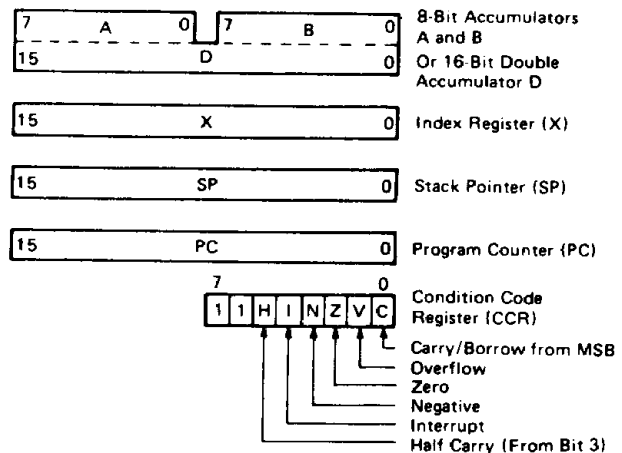 7 A 0 7 B 0 8-Bit Accumulators
A and B
15 D 0 Or 16-Bit Double
Accumulator D
15 X 0 Index Register (X)
15 SP 0 Stack Pointer (SP)
15 PC 0 Program Counter (PC)
7 0
Condition Code
1 1 H I N Z V C Register (CCR)
Carry/Borrow from MSB
Overflow
Zero
Negative
Interrupt
Half Carry (From Bit 3)